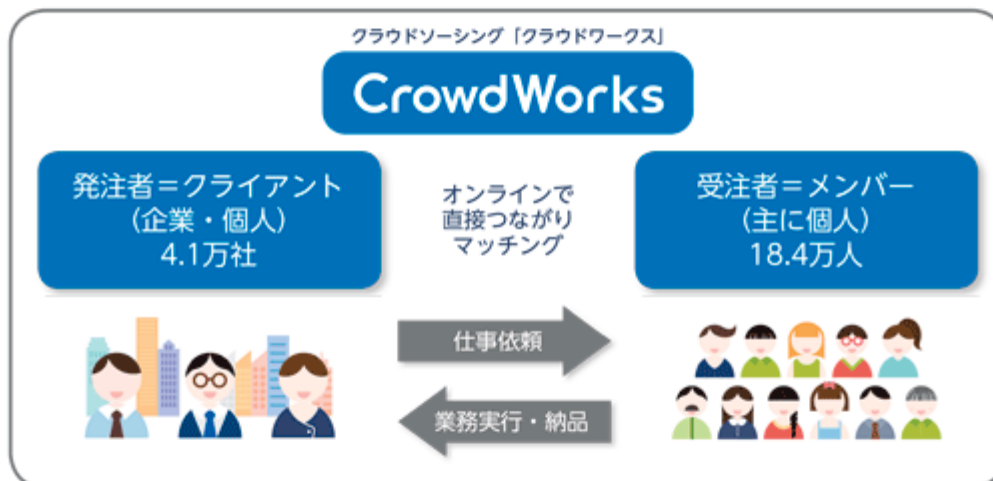 クラウドソーシング「クラウドワークス」
CrowdWorks
発注者＝クライアント
(企業・個人)
4.1万社
オンラインで
直接つながり
マッチング
受注者＝メンバー
(主に個人)
18.4万人
仕事依頼
業務実行・納品